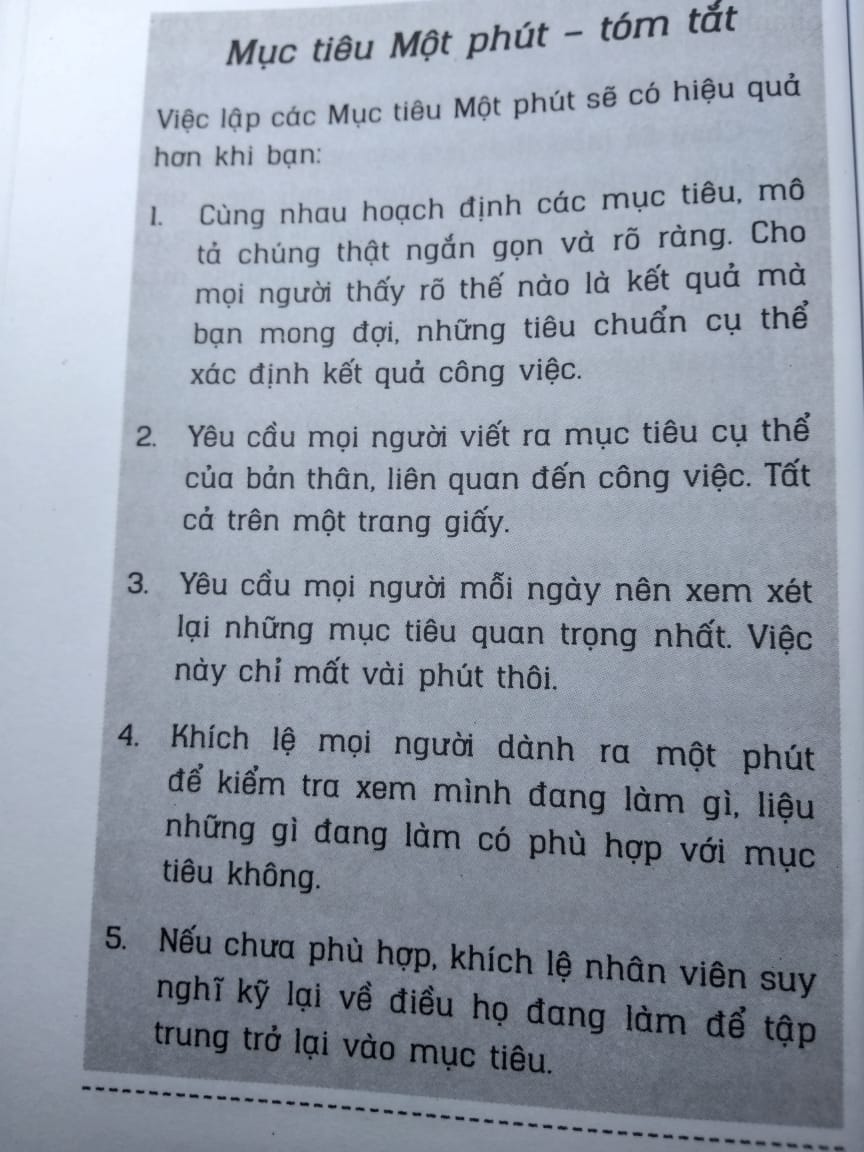 Mục tiêu Một phút – tóm tắt
Việc lập các Mục tiêu Một phút sẽ có hiệu quả
hơn khi bạn:
1. Cùng nhau hoạch định các mục tiêu, mô
tả chúng thật ngắn gọn và rõ ràng. Cho
mọi người thấy rõ thế nào là kết quả mà
bạn mong đợi, những tiêu chuẩn cụ thể
xác định kết quả công việc.
2. Yêu cầu mọi người viết ra mục tiêu cụ thể
của bản thân, liên quan đến công việc. Tất
cả trên một trang giấy.
3. Yêu cầu mọi người mỗi ngày nên xem xét
lại những mục tiêu quan trọng nhất. Việc
này chỉ mất vài phút thôi.
4. Khích lệ mọi người dành ra một phút
để kiểm tra xem mình đang làm gì, liệu
những gì đang làm có phù hợp với mục
tiêu không.
5. Nếu chưa phù hợp, khích lệ nhân viên suy
nghĩ kỹ lại về điều họ đang làm để tập
trung trở lại vào mục tiêu.